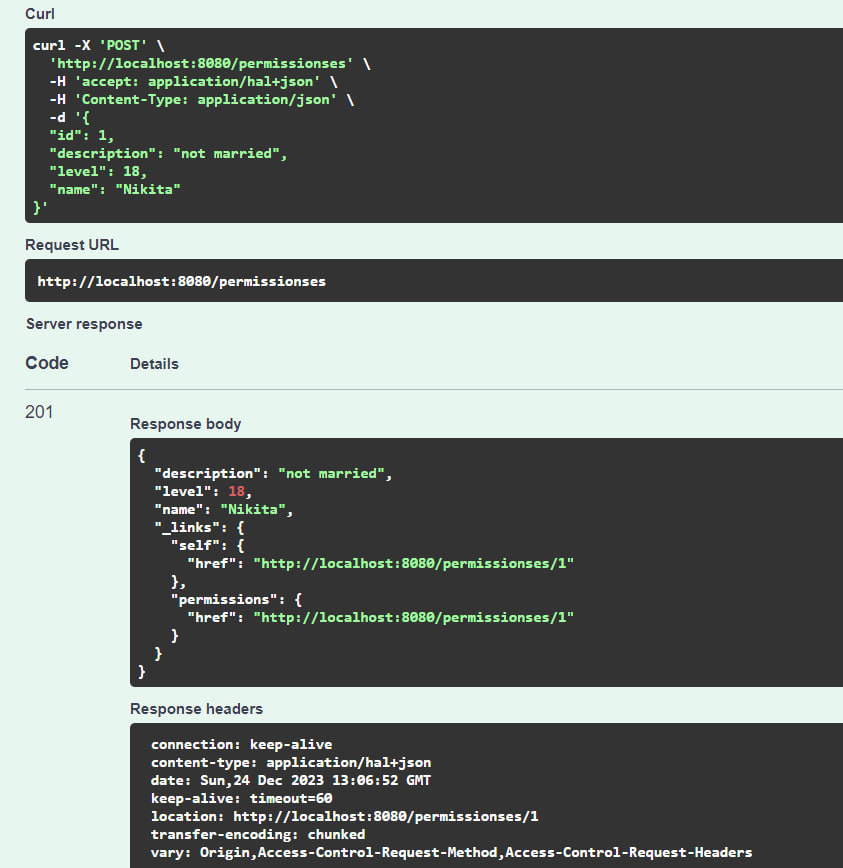 Curl
curl -X 'POST' \
  'http://localhost:8080/permissionses' \
  -H 'accept: application/hal+json' \
  -H 'Content-Type: application/json' \
  -d '{
  "id": 1,
  "description": "not married",
  "level": 18,
  "name": "Nikita"
}'
Request URL
http://localhost:8080/permissionses
Server response
Code Details
201
Response body
{
  "description": "not married",
  "level": 18,
  "name": "Nikita",
  "_links": {
    "self": {
      "href": "http://localhost:8080/permissionses/1"
    },
    "permissions": {
      "href": "http://localhost:8080/permissionses/1"
    }
  }
}
Response headers
connection: keep-alive
content-type: application/hal+json
date: Sun,24 Dec 2023 13:06:52 GMT
keep-alive: timeout=60
location: http://localhost:8080/permissionses/1
transfer-encoding: chunked
vary: Origin,Access-Control-Request-Method,Access-Control-Request-Headers